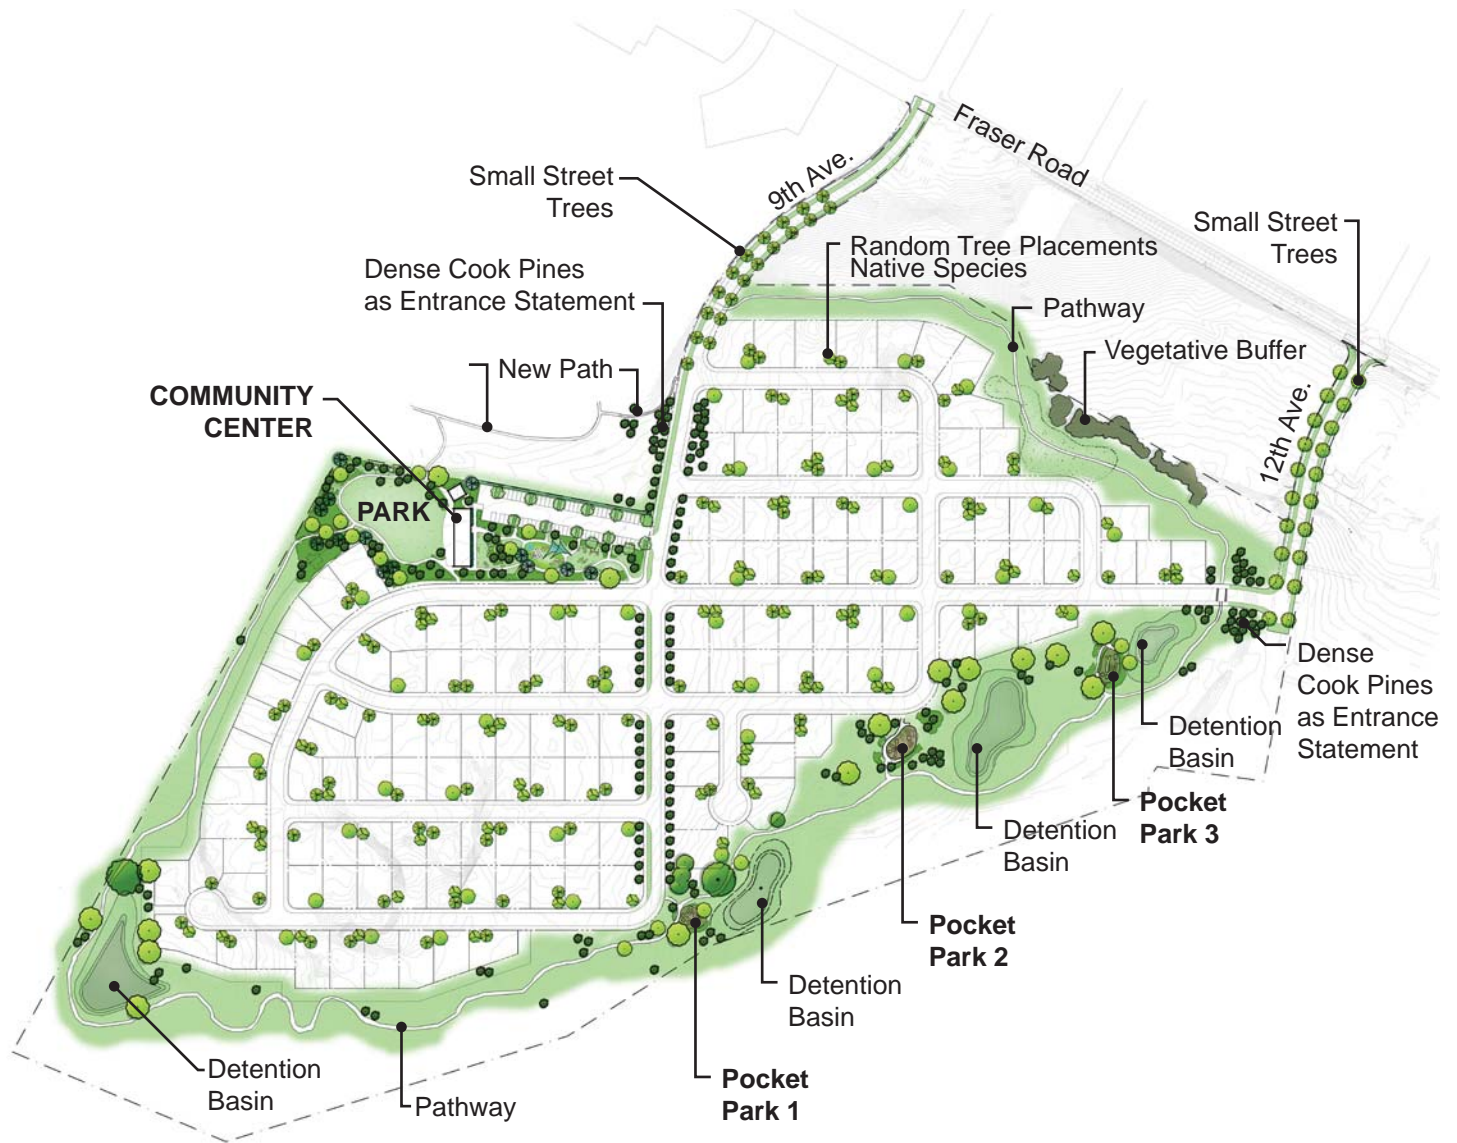 Fraser Road
9th Ave.
Small Street
Trees
Small Street
Trees
Random Tree Placements
Native Species
Dense Cook Pines
as Entrance Statement
Pathway
Vegetative Buffer
New Path
COMMUNITY
CENTER
12th Ave.
PARK
Dense
Cook Pines
as Entrance
Statement
Detention
Basin
Pocket
Park 3
Detention
Basin
Pocket
Park 2
Detention
Basin
Detention
Basin
Pocket
Park 1
Pathway